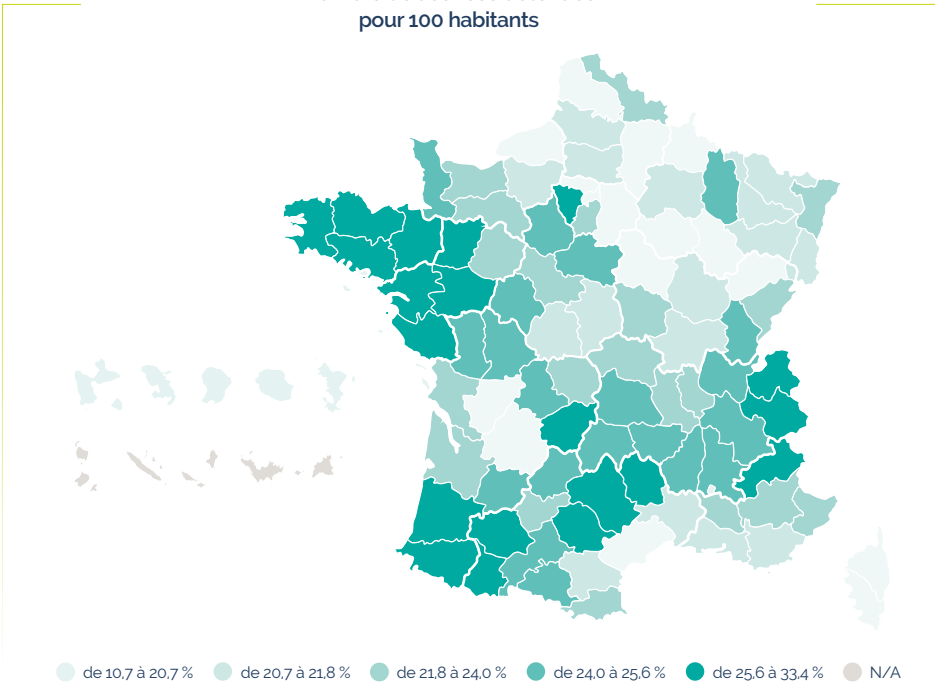 pour 100 habitants
de 10,7 à 20,7 %
de 20,7 à 21,8 %
de 21,8 à 24,0 %
de 24,0 à 25,6 %
de 25,6 à 33,4 %
N/A